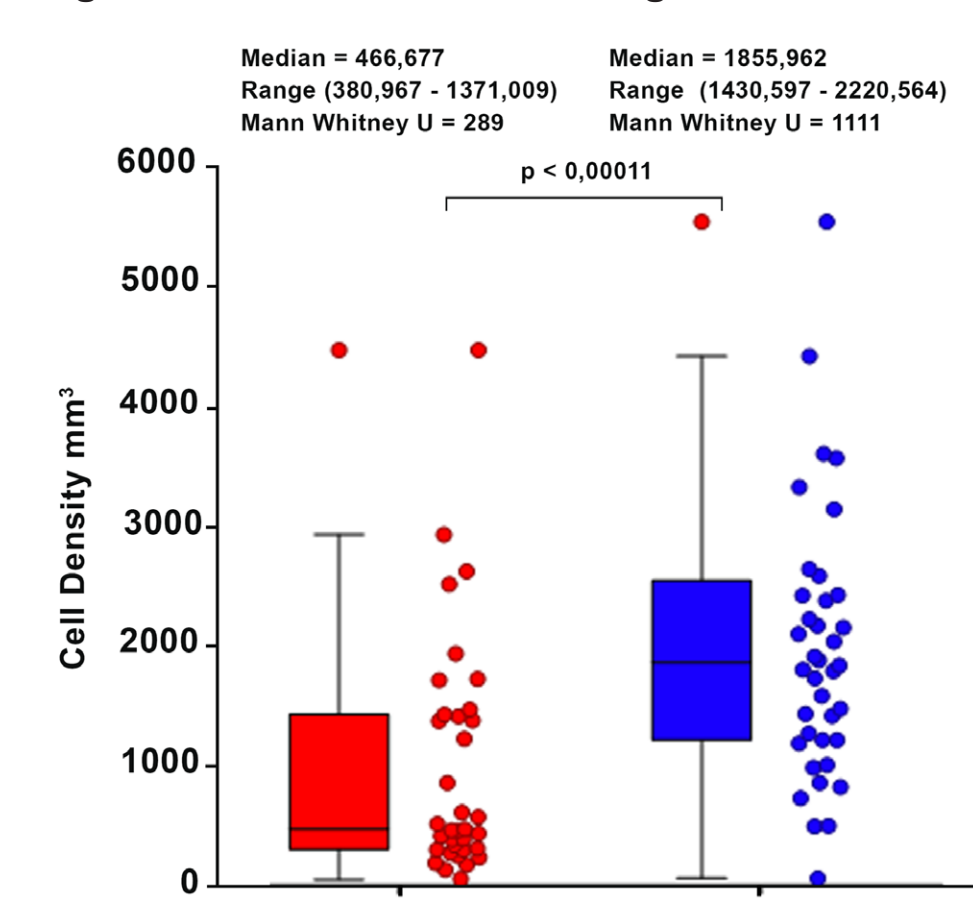 Median = 466,677
Range (380,967 - 1371,009)
Mann Whitney U = 289
Median = 1855,962
Range (1430,597 - 2220,564)
Mann Whitney U = 1111
p < 0,00011
Cell Density mm³
6000
5000
4000
3000
2000
1000
0